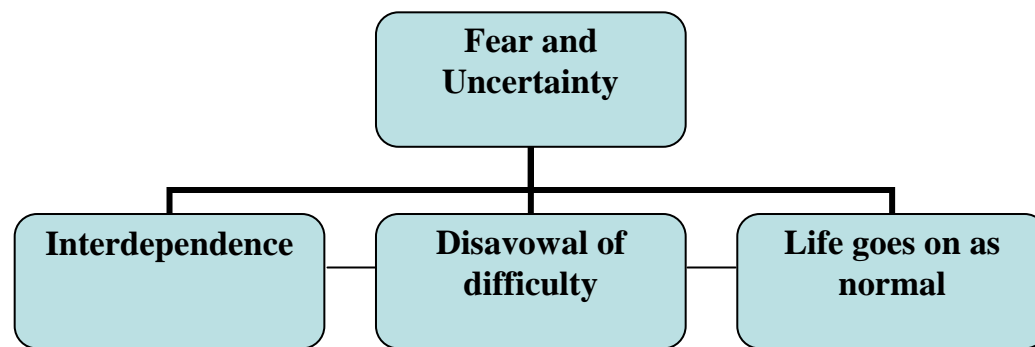 Fear and
Uncertainty
Interdependence
Disavowal of
difficulty
Life goes on as
normal